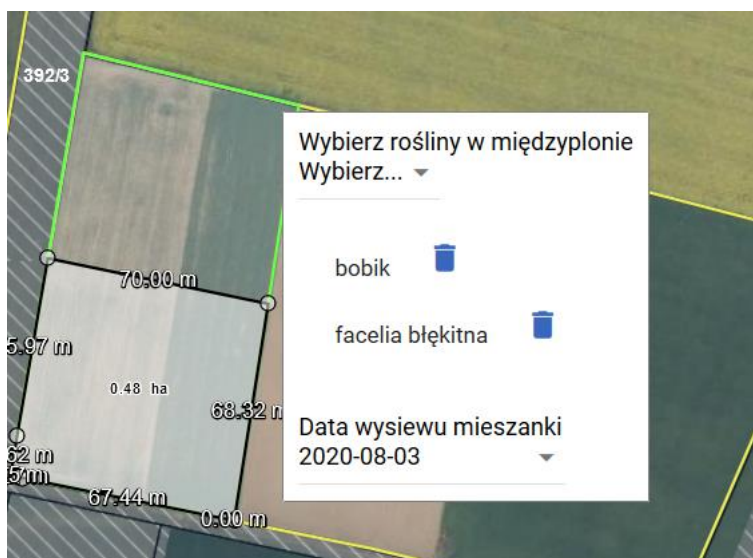 392/3
Wybierz rośliny w międzyplonie
Wybierz...
bobik
70.00 m
facelia błękitna
5.97 m
0.48 ha
68.32 m
Data wysiewu mieszanki
2020-08-03
62 m
67.44 m
0.00 m